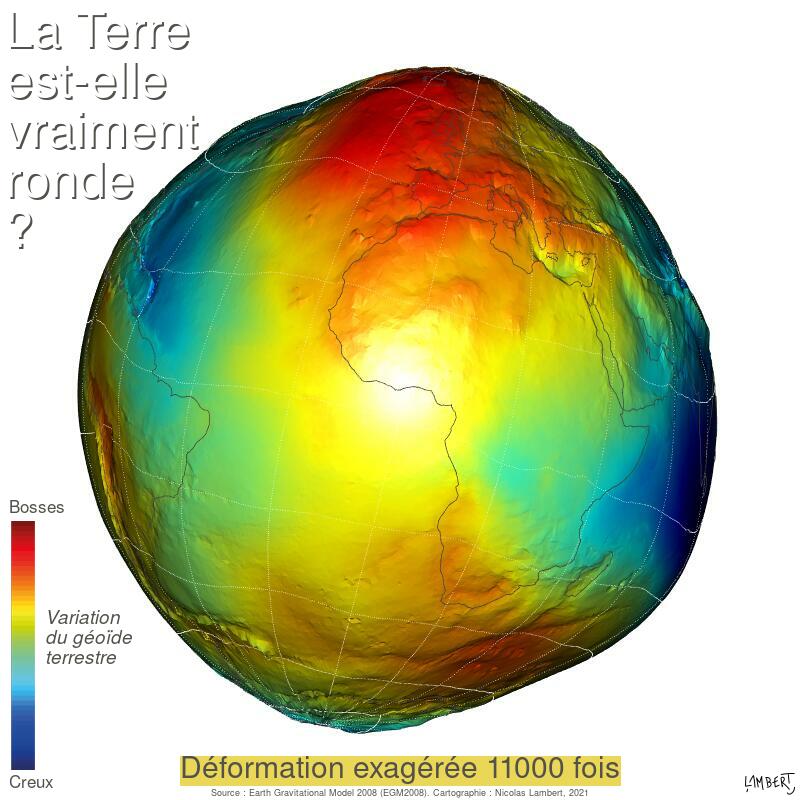 La Terre
est-elle
vraiment
ronde
?
Bosses
Variation
du géoïde
terrestre
Creux
Déformation exagérée 11000 fois
Source : Earth Gravitational Model 2008 (EGM2008). Cartographie : Nicolas Lambert, 2021
LAMBERT